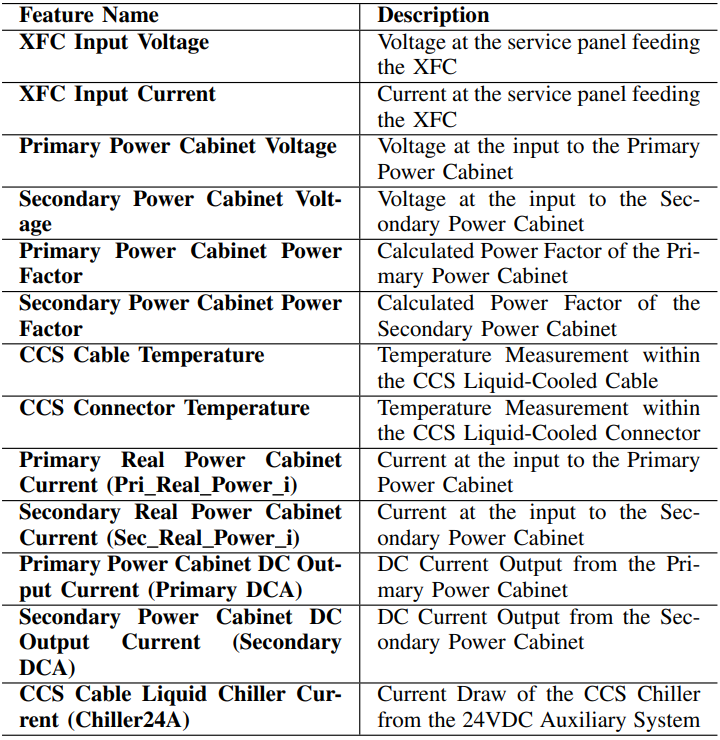 Feature Name Description
XFC Input Voltage Voltage at the service panel feeding
the XFC
XFC Input Current Current at the service panel feeding
the XFC
Primary Power Cabinet Voltage Voltage at the input to the Primary
Power Cabinet
Secondary Power Cabinet Volt- Voltage at the input to the Sec-
age ondary Power Cabinet
Primary Power Cabinet Power Calculated Power Factor of the Pri-
Factor mary Power Cabinet
Secondary Power Cabinet Power Calculated Power Factor of the
Factor Secondary Power Cabinet
CCS Cable Temperature Temperature Measurement within
the CCS Liquid-Cooled Cable
CCS Connector Temperature Temperature Measurement within
the CCS Liquid-Cooled Connector
Primary Real Power Cabinet Current at the input to the Primary
Current (Pri_Real_Power_i) Power Cabinet
Secondary Real Power Cabinet Current at the input to the Sec-
Current (Sec_Real_Power_i) ondary Power Cabinet
Primary Power Cabinet DC Out- DC Current Output from the Pri-
put Current (Primary DCA) mary Power Cabinet
Secondary Power Cabinet DC DC Current Output from the Sec-
Output Current (Secondary ondary Power Cabinet
DCA)
CCS Cable Liquid Chiller Cur- Current Draw of the CCS Chiller
rent (Chiller24A) from the 24VDC Auxiliary System